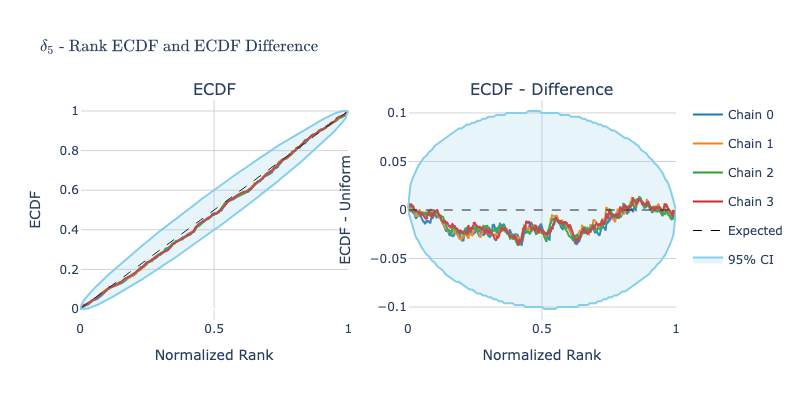 δ₅ - Rank ECDF and ECDF Difference
ECDF
ECDF - Difference
ECDF
1
0.8
0.6
0.4
0.2
0
0
0.5
1
Normalized Rank
ECDF - Uniform
0.1
0.05
0
−0.05
−0.1
0
0.5
1
Normalized Rank
Chain 0
Chain 1
Chain 2
Chain 3
Expected
95% CI